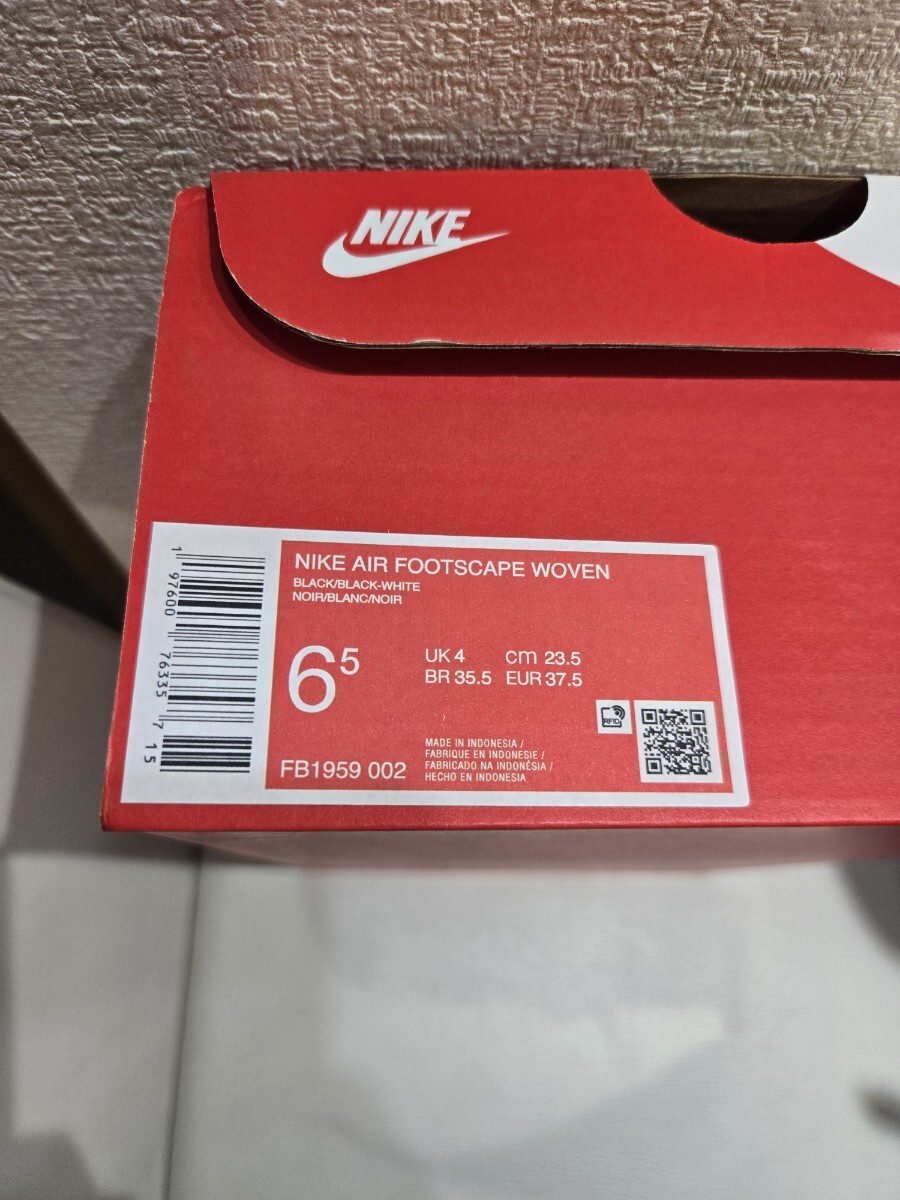 NIKE
NIKE AIR FOOTSCAPE WOVEN
BLACK/BLACK-WHITE
NOIR/BLANC/NOIR
6⁵
UK 4 cm 23.5
BR 35.5 EUR 37.5
RFID
FB1959 002
MADE IN INDONESIA /
FABRIQUE EN INDONESIE /
FABRICADO NA INDONÉSIA /
HECHO EN INDONESIA
1 97600 76335 7 15